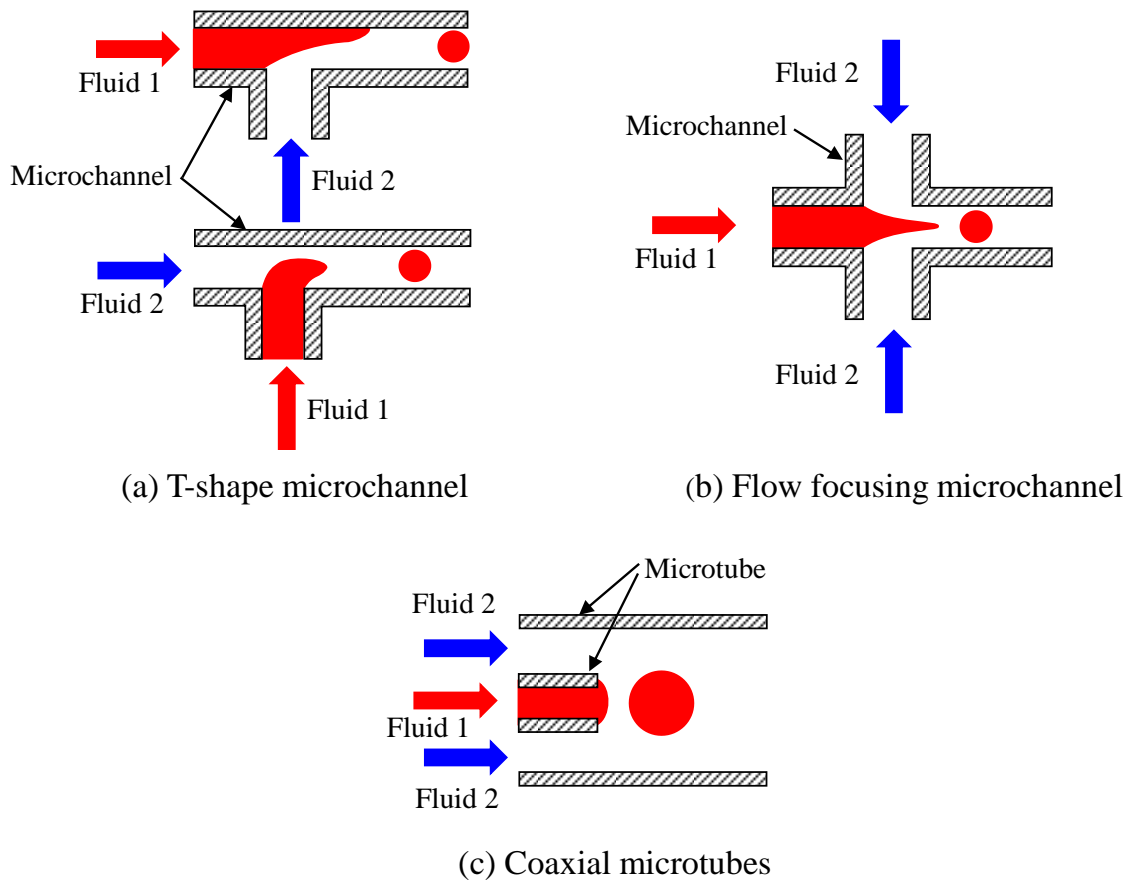 Fluid 1
Fluid 2
Microchannel
Fluid 2
Fluid 1
(a) T-shape microchannel
Fluid 2
Microchannel
Fluid 1
Fluid 2
(b) Flow focusing microchannel
Microtube
Fluid 2
Fluid 1
Fluid 2
(c) Coaxial microtubes